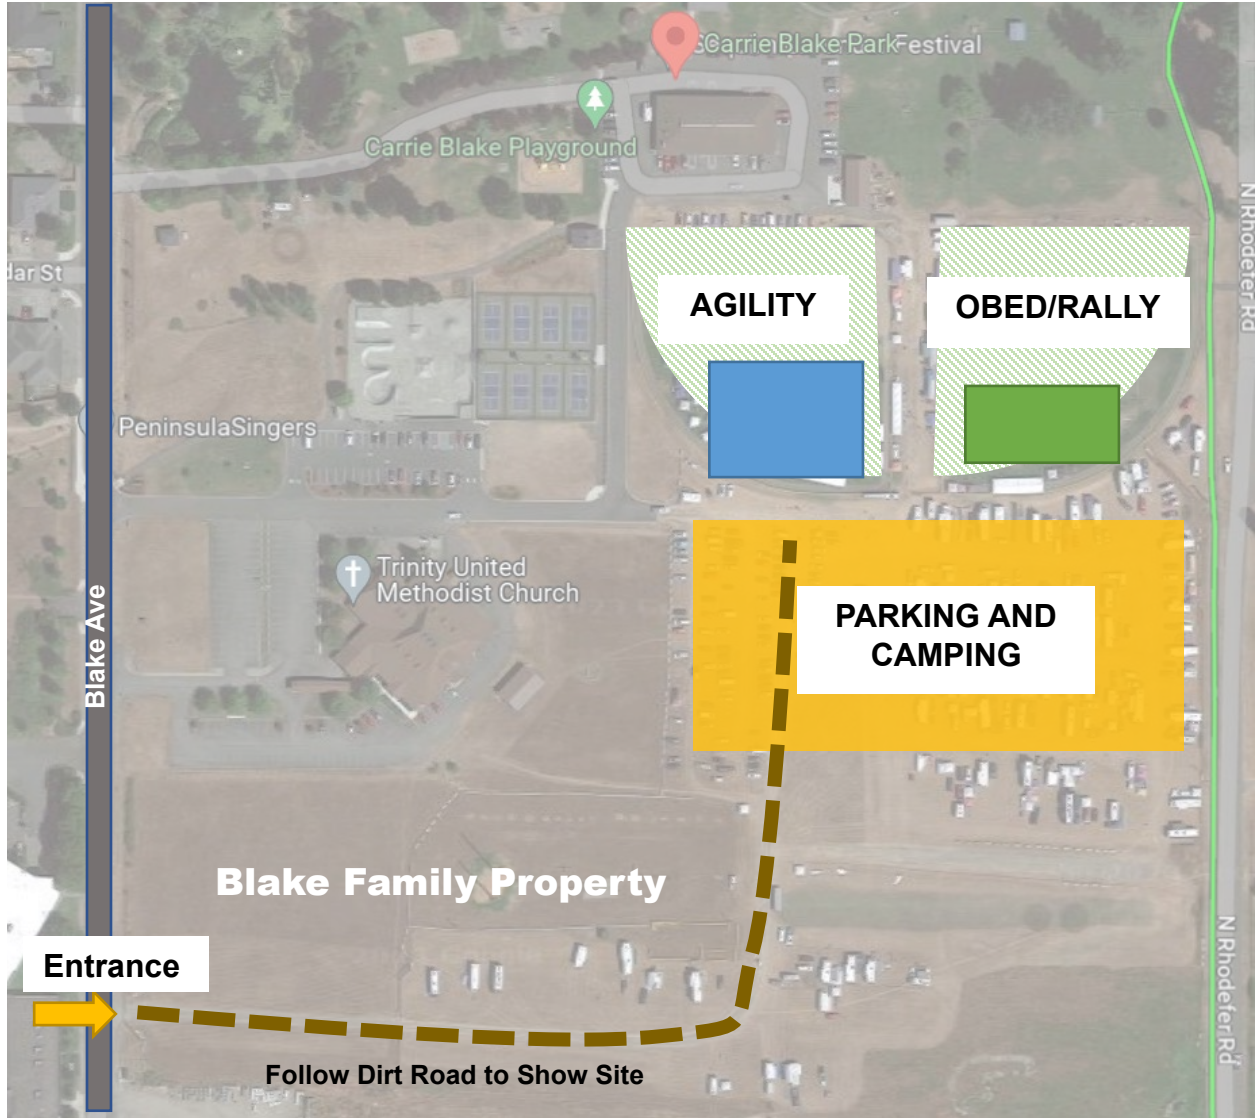 Carrie Blake Park
Festival
Carrie Blake Playground
N Rhodefer Rd
dar St
AGILITY
OBED/RALLY
PeninsulaSingers
Trinity United
Methodist Church
Blake Ave
PARKING AND
CAMPING
Blake Family Property
Entrance
N Rhodefer Rd
Follow Dirt Road to Show Site